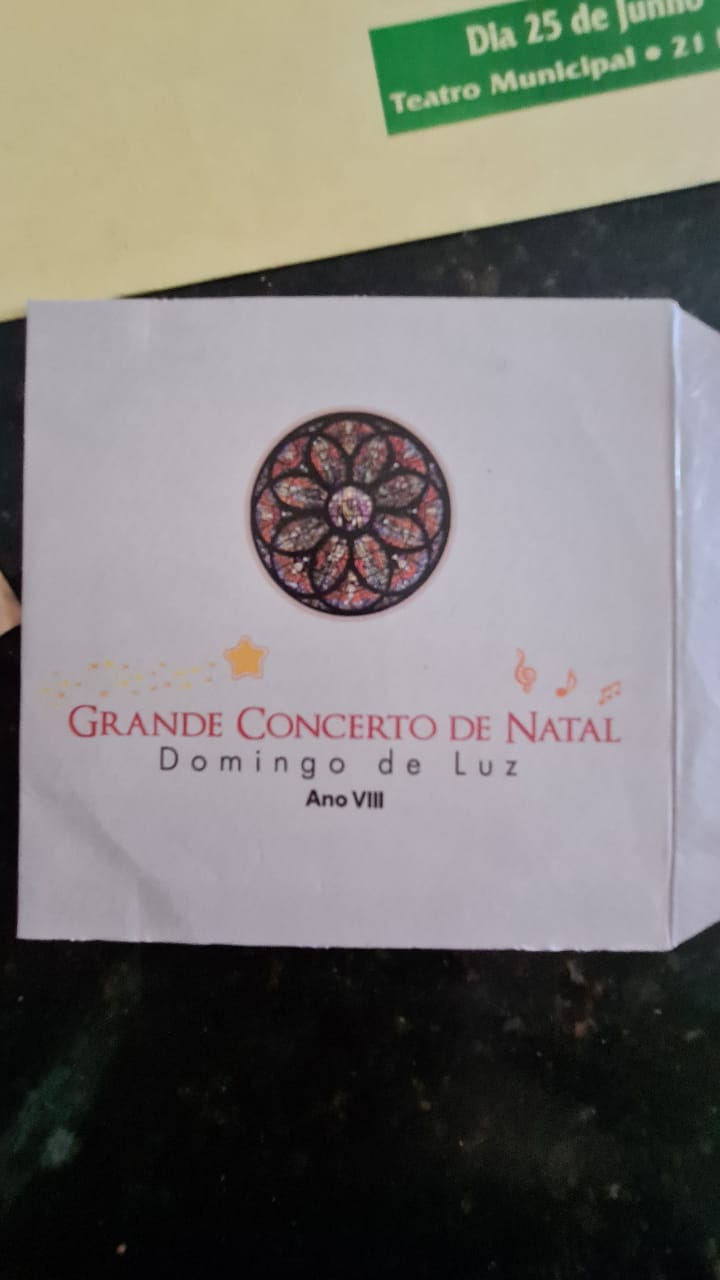 Dia 25 de Junho
Teatro Municipal • 21
GRANDE CONCERTO DE NATAL
Domingo de Luz
Ano VIII